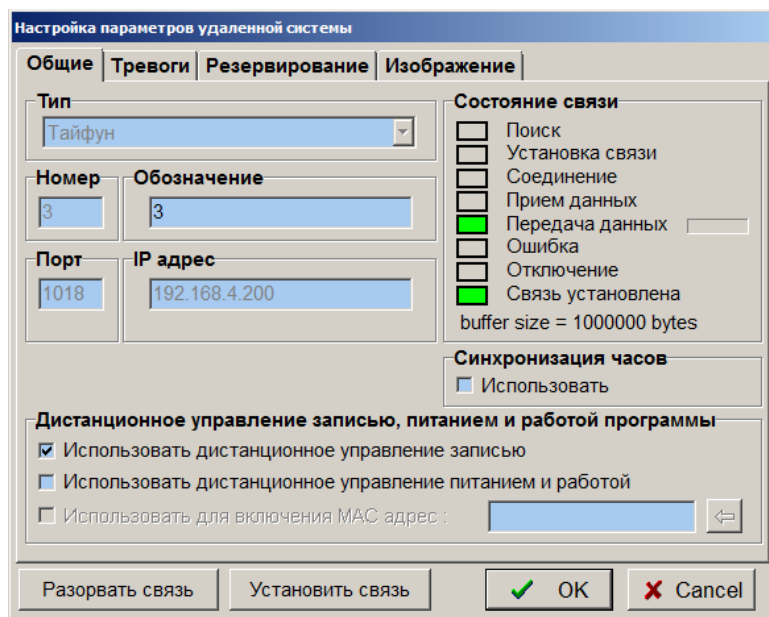 Настройка параметров удаленной системы
Общие Тревоги Резервирование Изображение
Тип
Тайфун
Номер Обозначение
3 3
Порт IP адрес
1018 192.168.4.200
Состояние связи
Поиск
Установка связи
Соединение
Прием данных
Передача данных
Ошибка
Отключение
Связь установлена
buffer size = 1000000 bytes
Синхронизация часов
Использовать
Дистанционное управление записью, питанием и работой программы
Использовать дистанционное управление записью
Использовать дистанционное управление питанием и работой
Использовать для включения MAC адрес :
Разорвать связь Установить связь OK Cancel